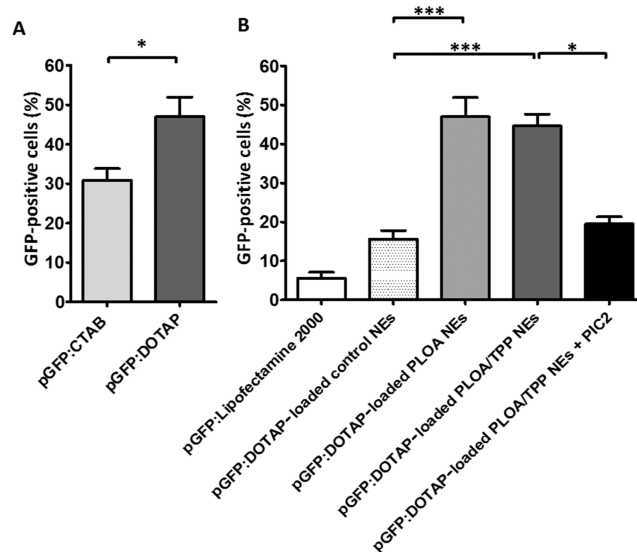 A
*
GFP-positive cells (%)
60
50
40
30
20
10
0
pGFP:CTAB
pGFP:DOTAP
B
***
***
*
GFP-positive cells (%)
60
50
40
30
20
10
0
pGFP:Lipofectamine 2000
pGFP:DOTAP-loaded control NEs
pGFP:DOTAP-loaded PLOA NEs
pGFP:DOTAP-loaded PLOA/TPP NEs
pGFP:DOTAP-loaded PLOA/TPP NEs + PIC2